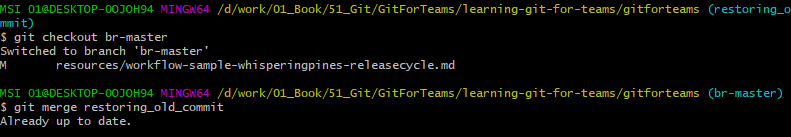 MSI 01@DESKTOP-OOJOH94 MINGW64 /d/work/01_Book/51_Git/GitForTeams/learning-git-for-teams/gitforteams (restoring_o
mmit)
$ git checkout br-master
Switched to branch 'br-master'
M       resources/workflow-sample-whisperingpines-releasecycle.md
MSI 01@DESKTOP-OOJOH94 MINGW64 /d/work/01_Book/51_Git/GitForTeams/learning-git-for-teams/gitforteams (br-master)
$ git merge restoring_old_commit
Already up to date.